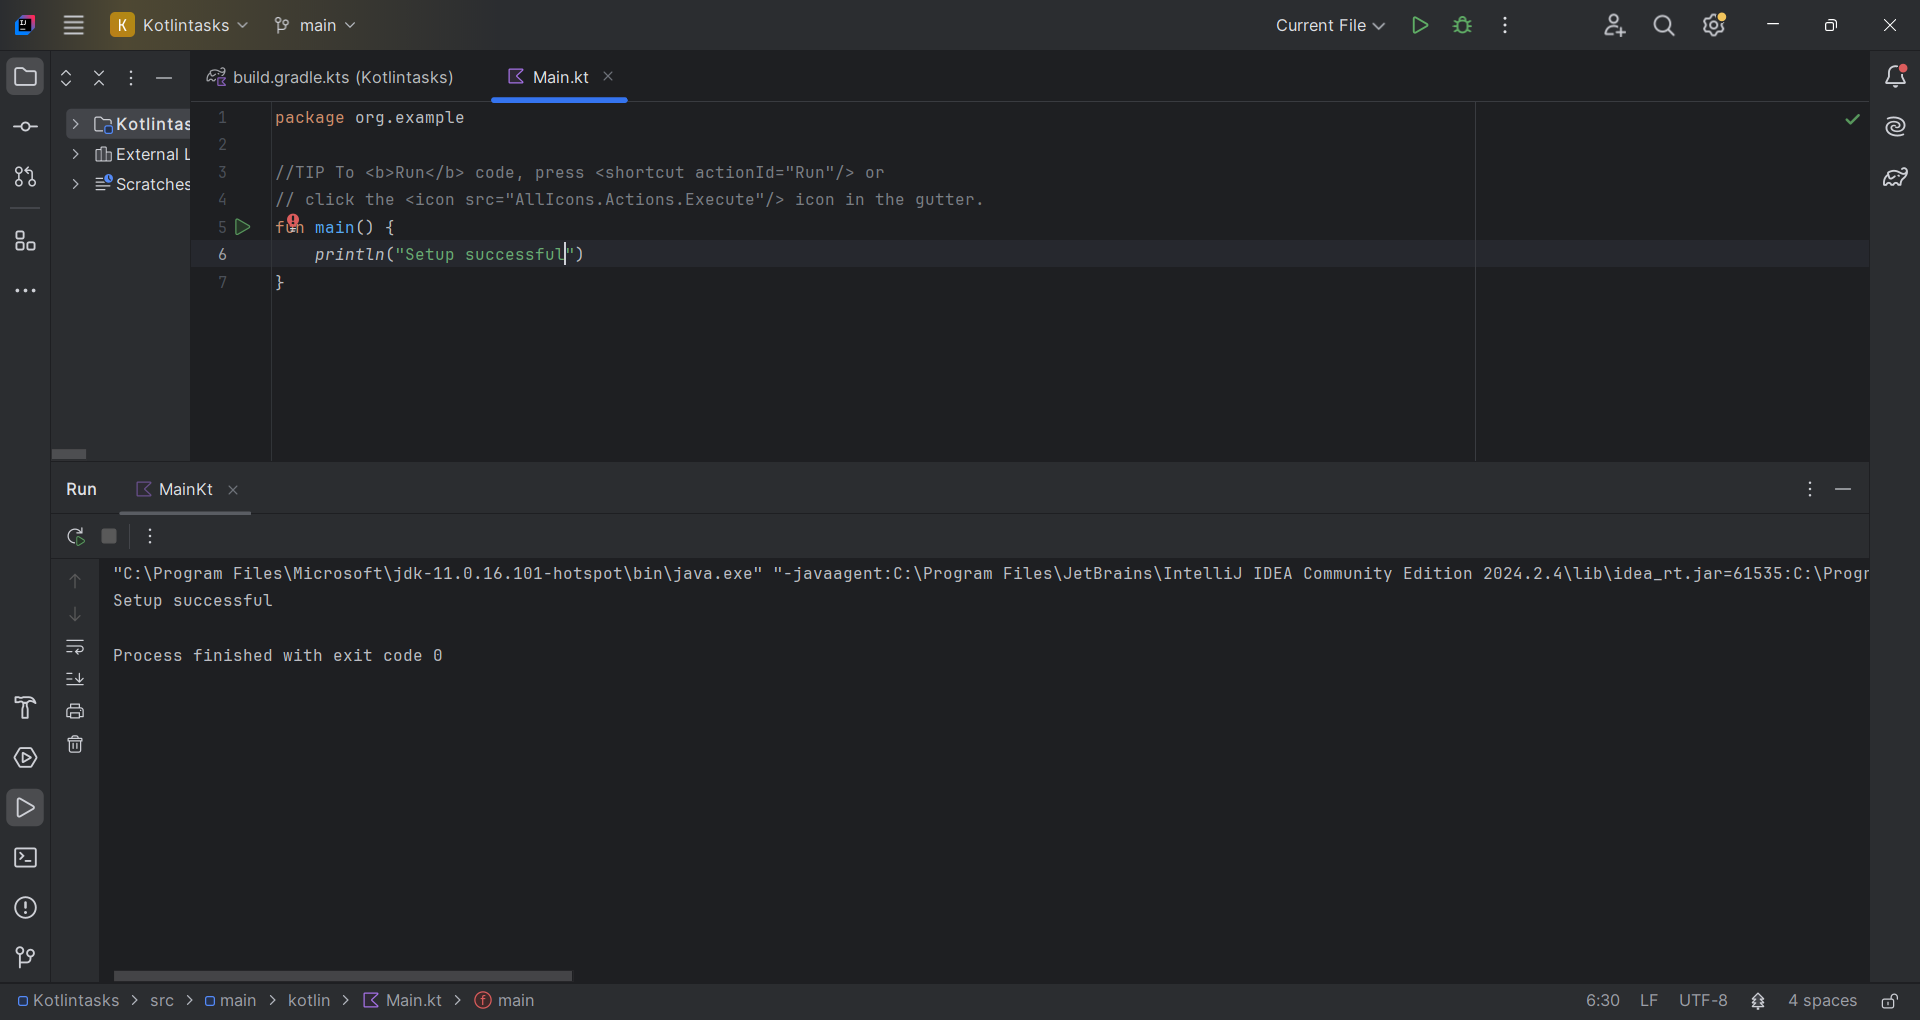 K Kotlintasks main Current File
build.gradle.kts (Kotlintasks) Main.kt
Kotlintas
External L
Scratches
1 package org.example
2
3 //TIP To <b>Run</b> code, press <shortcut actionId="Run"/> or
4 // click the <icon src="AllIcons.Actions.Execute"/> icon in the gutter.
5 fun main() {
6 println("Setup successful")
7 }
Run MainKt
"C:\Program Files\Microsoft\jdk-11.0.16.101-hotspot\bin\java.exe" "-javaagent:C:\Program Files\JetBrains\IntelliJ IDEA Community Edition 2024.2.4\lib\idea_rt.jar=61535:C:\Progr
Setup successful
Process finished with exit code 0
Kotlintasks > src > main > kotlin > Main.kt > main 6:30 LF UTF-8 4 spaces